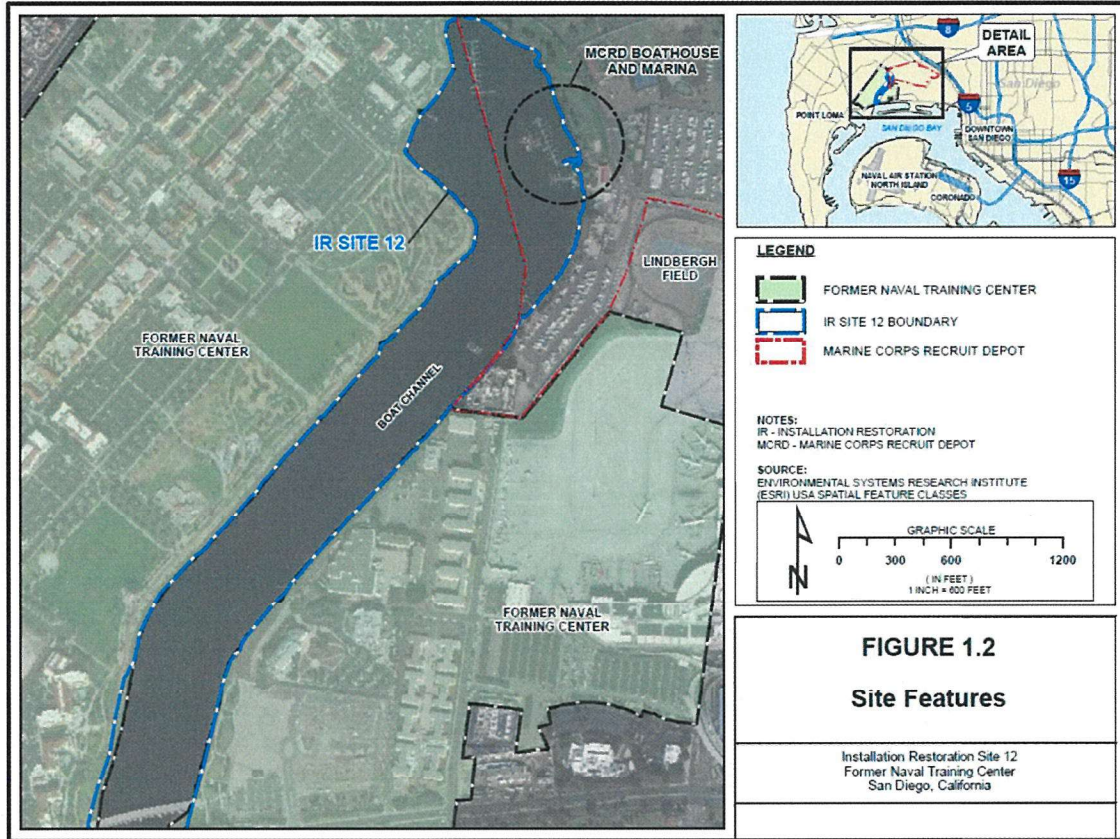 MCRD BOATHOUSE
AND MARINA
IR SITE 12
LINDBERGH
FIELD
FORMER NAVAL
TRAINING CENTER
BOAT CHANNEL
FORMER NAVAL
TRAINING CENTER
8
DETAIL
AREA
San Diego
5
POINT LOMA
SAN DIEGO BAY
DOWNTOWN
SAN DIEGO
NAVAL AIR STATION
NORTH ISLAND
15
CORONADO
LEGEND
FORMER NAVAL TRAINING CENTER
IR SITE 12 BOUNDARY
MARINE CORPS RECRUIT DEPOT
NOTES:
IR - INSTALLATION RESTORATION
MCRD - MARINE CORPS RECRUIT DEPOT
SOURCE:
ENVIRONMENTAL SYSTEMS RESEARCH INSTITUTE
(ESRI) USA SPATIAL FEATURE CLASSES
N
GRAPHIC SCALE
0 300 600 1200
( IN FEET )
1 INCH = 600 FEET
FIGURE 1.2
Site Features
Installation Restoration Site 12
Former Naval Training Center
San Diego, California